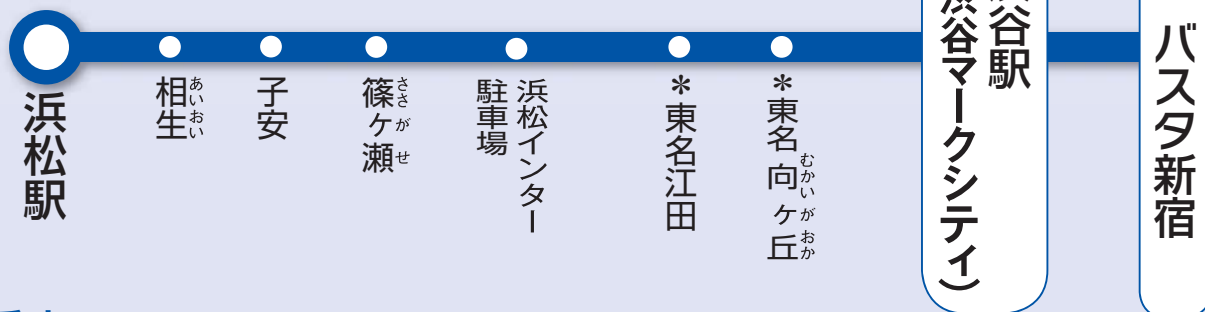 浜松駅
相生
あいおい
子安
篠ケ瀬
ささがせ
浜松インター
駐車場
＊東名江田
＊東名向ケ丘
むかいがおか
谷駅
谷マークシティ）
バスタ新宿